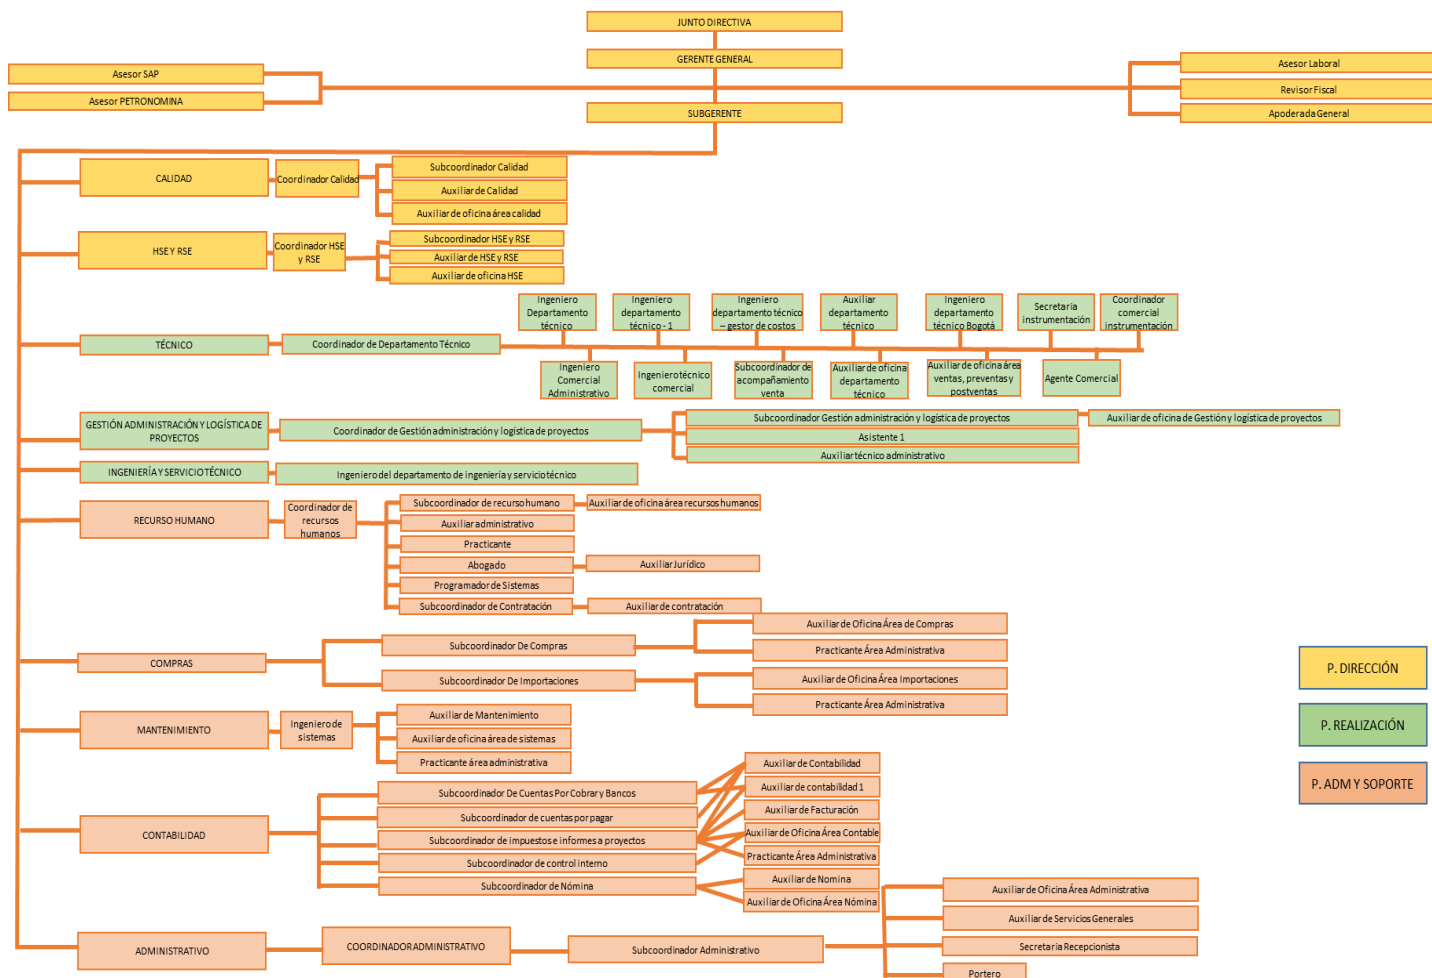 JUNTO DIRECTIVA
GERENTE GENERAL
Asesor SAP
Asesor PETRONOMINA
Asesor Laboral
Revisor Fiscal
Apoderada General
SUBGERENTE
CALIDAD
Coordinador Calidad
Subcoordinador Calidad
Auxiliar de Calidad
Auxiliar de oficina área calidad
HSE Y RSE
Coordinador HSE
y RSE
Subcoordinador HSE y RSE
Auxiliar de HSE y RSE
Auxiliar de oficina HSE
TÉCNICO
Coordinador de Departamento Técnico
Ingeniero
Departamento
técnico
Ingeniero
departamento
técnico - 1
Ingeniero
departamento técnico
– gestor de costos
Auxiliar
departamento
técnico
Ingeniero
departamento
técnico Bogotá
Secretaria
instrumentación
Coordinador
comercial
instrumentación
Ingeniero
Comercial
Administrativo
Ingeniero técnico
comercial
Subcoordinador de
acompañamiento
venta
Auxiliar de oficina
departamento
técnico
Auxiliar de oficina área
ventas, preventas y
postventas
Agente Comercial
GESTIÓN ADMINISTRACIÓN Y LOGÍSTICA DE
PROYECTOS
Coordinador de Gestión administración y logística de proyectos
Subcoordinador Gestión administración y logística de proyectos
Auxiliar de oficina de Gestión y logística de proyectos
Asistente 1
Auxiliar técnico administrativo
INGENIERÍA Y SERVICIO TÉCNICO
Ingeniero del departamento de ingeniería y servicio técnico
RECURSO HUMANO
Coordinador de
recursos
humanos
Subcoordinador de recurso humano
Auxiliar de oficina área recursos humanos
Auxiliar administrativo
Practicante
Abogado
Auxiliar Jurídico
Programador de Sistemas
Subcoordinador de Contratación
Auxiliar de contratación
COMPRAS
Subcoordinador De Compras
Auxiliar de Oficina Área de Compras
Practicante Área Administrativa
Subcoordinador De Importaciones
Auxiliar de Oficina Área Importaciones
Practicante Área Administrativa
MANTENIMIENTO
Ingeniero de
sistemas
Auxiliar de Mantenimiento
Auxiliar de oficina área de sistemas
Practicante área administrativa
CONTABILIDAD
Subcoordinador De Cuentas Por Cobrar y Bancos
Subcoordinador de cuentas por pagar
Subcoordinador de impuestos e informes a proyectos
Subcoordinador de control interno
Subcoordinador de Nómina
Auxiliar de Contabilidad
Auxiliar de contabilidad 1
Auxiliar de Facturación
Auxiliar de Oficina Área Contable
Practicante Área Administrativa
Auxiliar de Nomina
Auxiliar de Oficina Área Nómina
ADMINISTRATIVO
COORDINADOR ADMINISTRATIVO
Subcoordinador Administrativo
Auxiliar de Oficina Área Administrativa
Auxiliar de Servicios Generales
Secretaria Recepcionista
Portero
P. DIRECCIÓN
P. REALIZACIÓN
P. ADM Y SOPORTE